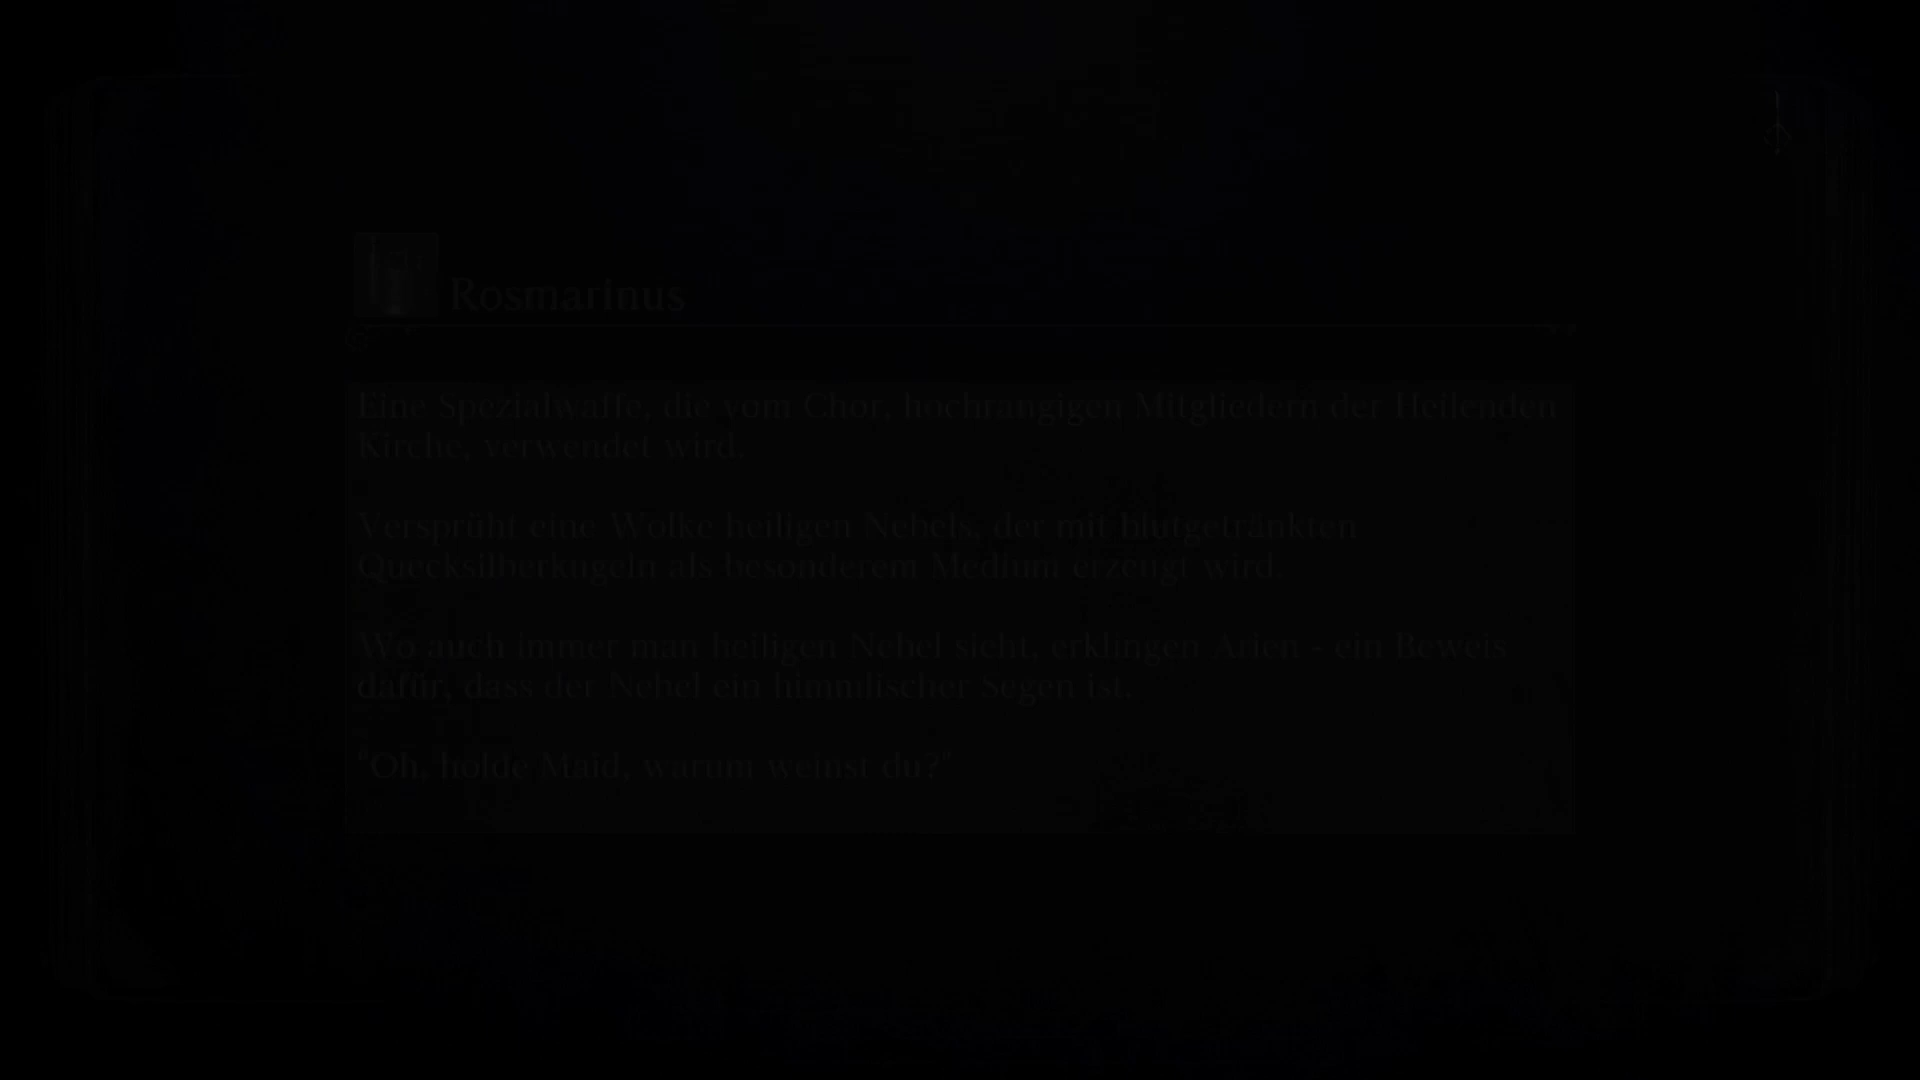 Rosmarinus
Eine Spezialwaffe, die vom Chor, hochrangigen Mitgliedern der Heilenden
Kirche, verwendet wird.
Versprüht eine Wolke heiligen Nebels, der mit blutgetränkten
Quecksilberkugeln als besonderem Medium erzeugt wird.
Wo auch immer man heiligen Nebel sieht, erklingen Arien - ein Beweis
dafür, dass der Nebel ein himmlischer Segen ist.
"Oh, holde Maid, warum weinst du?"